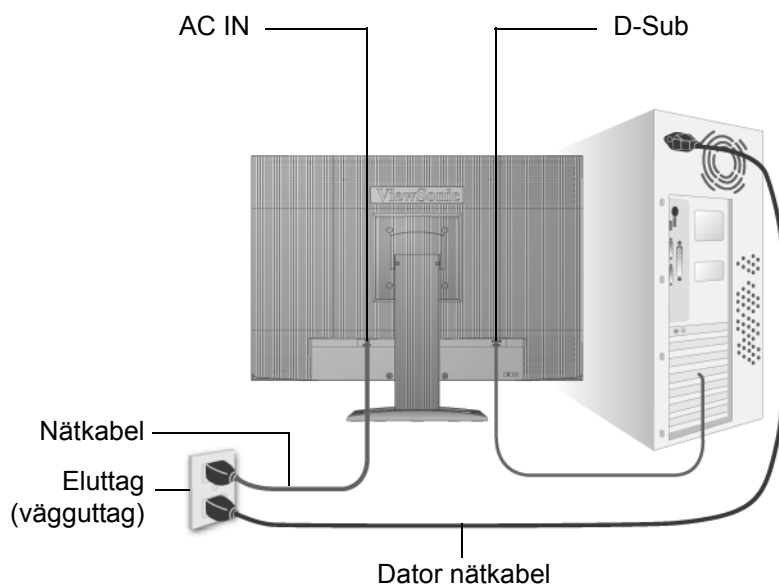 AC IN
D-Sub
ViewSonic
Nätkabel
Eluttag
(vägguttag)
Dator nätkabel